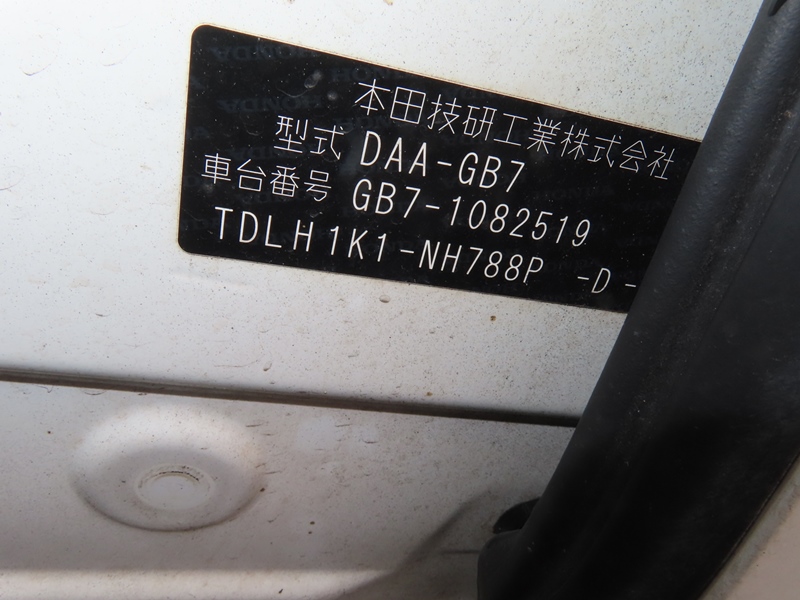 本田技研工業株式会社
型式 DAA-GB7
車台番号 GB7-1082519
TDLH1K1-NH788P -D-